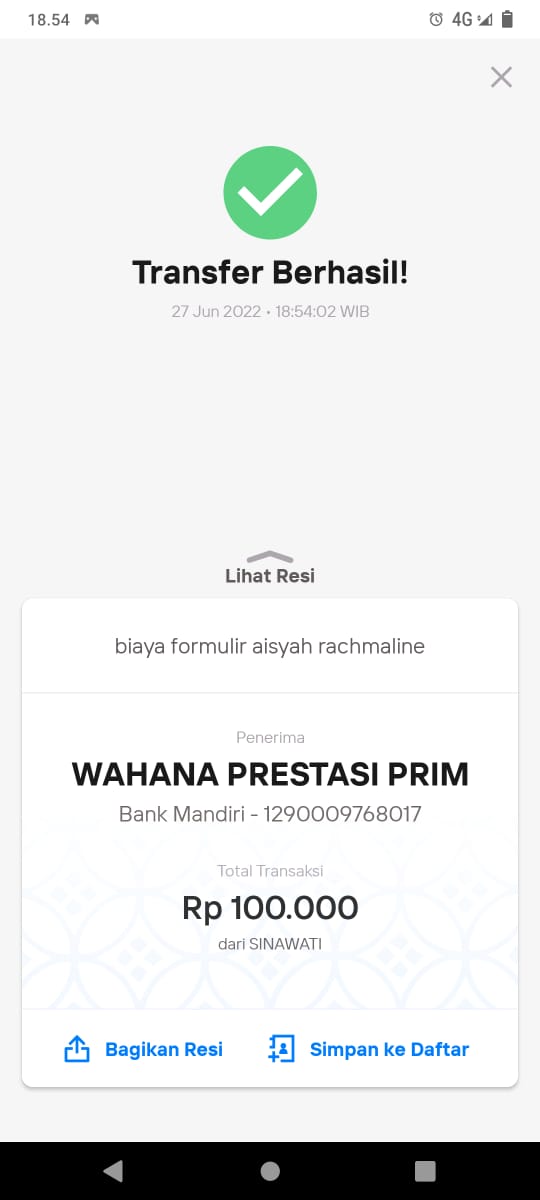 18.54
4G
Transfer Berhasil!
27 Jun 2022 • 18:54:02 WIB
Lihat Resi
biaya formulir aisyah rachmaline
Penerima
WAHANA PRESTASI PRIM
Bank Mandiri - 1290009768017
Total Transaksi
Rp 100.000
dari SINAWATI
Bagikan Resi
Simpan ke Daftar